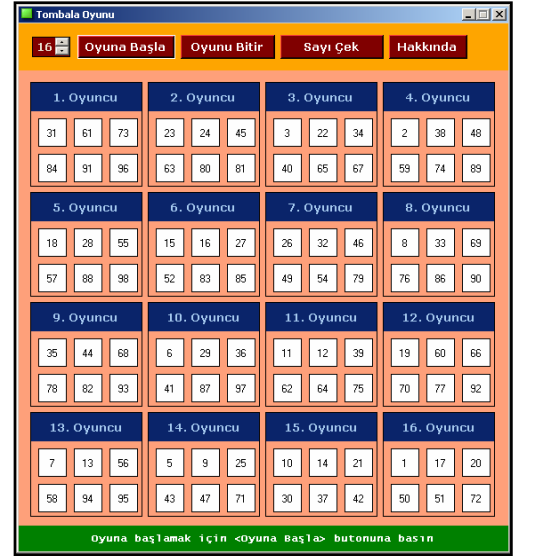 Tombala Oyunu
16 Oyuna Başla Oyunu Bitir Sayı Çek Hakkında
1. Oyuncu 2. Oyuncu 3. Oyuncu 4. Oyuncu
31 61 73 23 24 45 3 22 34 2 38 48
84 91 96 63 80 81 40 65 67 59 74 89
5. Oyuncu 6. Oyuncu 7. Oyuncu 8. Oyuncu
18 28 55 15 16 27 26 32 46 8 33 69
57 88 98 52 83 85 49 54 79 76 86 90
9. Oyuncu 10. Oyuncu 11. Oyuncu 12. Oyuncu
35 44 68 6 29 36 11 12 39 19 60 66
78 82 93 41 87 97 62 64 75 70 77 92
13. Oyuncu 14. Oyuncu 15. Oyuncu 16. Oyuncu
7 13 56 5 9 25 10 14 21 1 17 20
58 94 95 43 47 71 30 37 42 50 51 72
Oyuna başlamak için <Oyuna Başla> butonuna basın